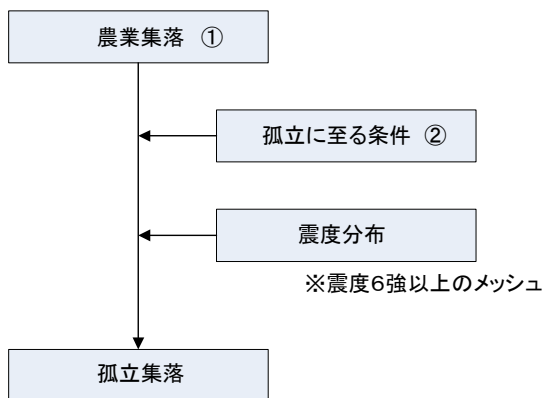 農業集落 ①
孤立に至る条件 ②
震度分布
※震度6強以上のメッシュ
孤立集落